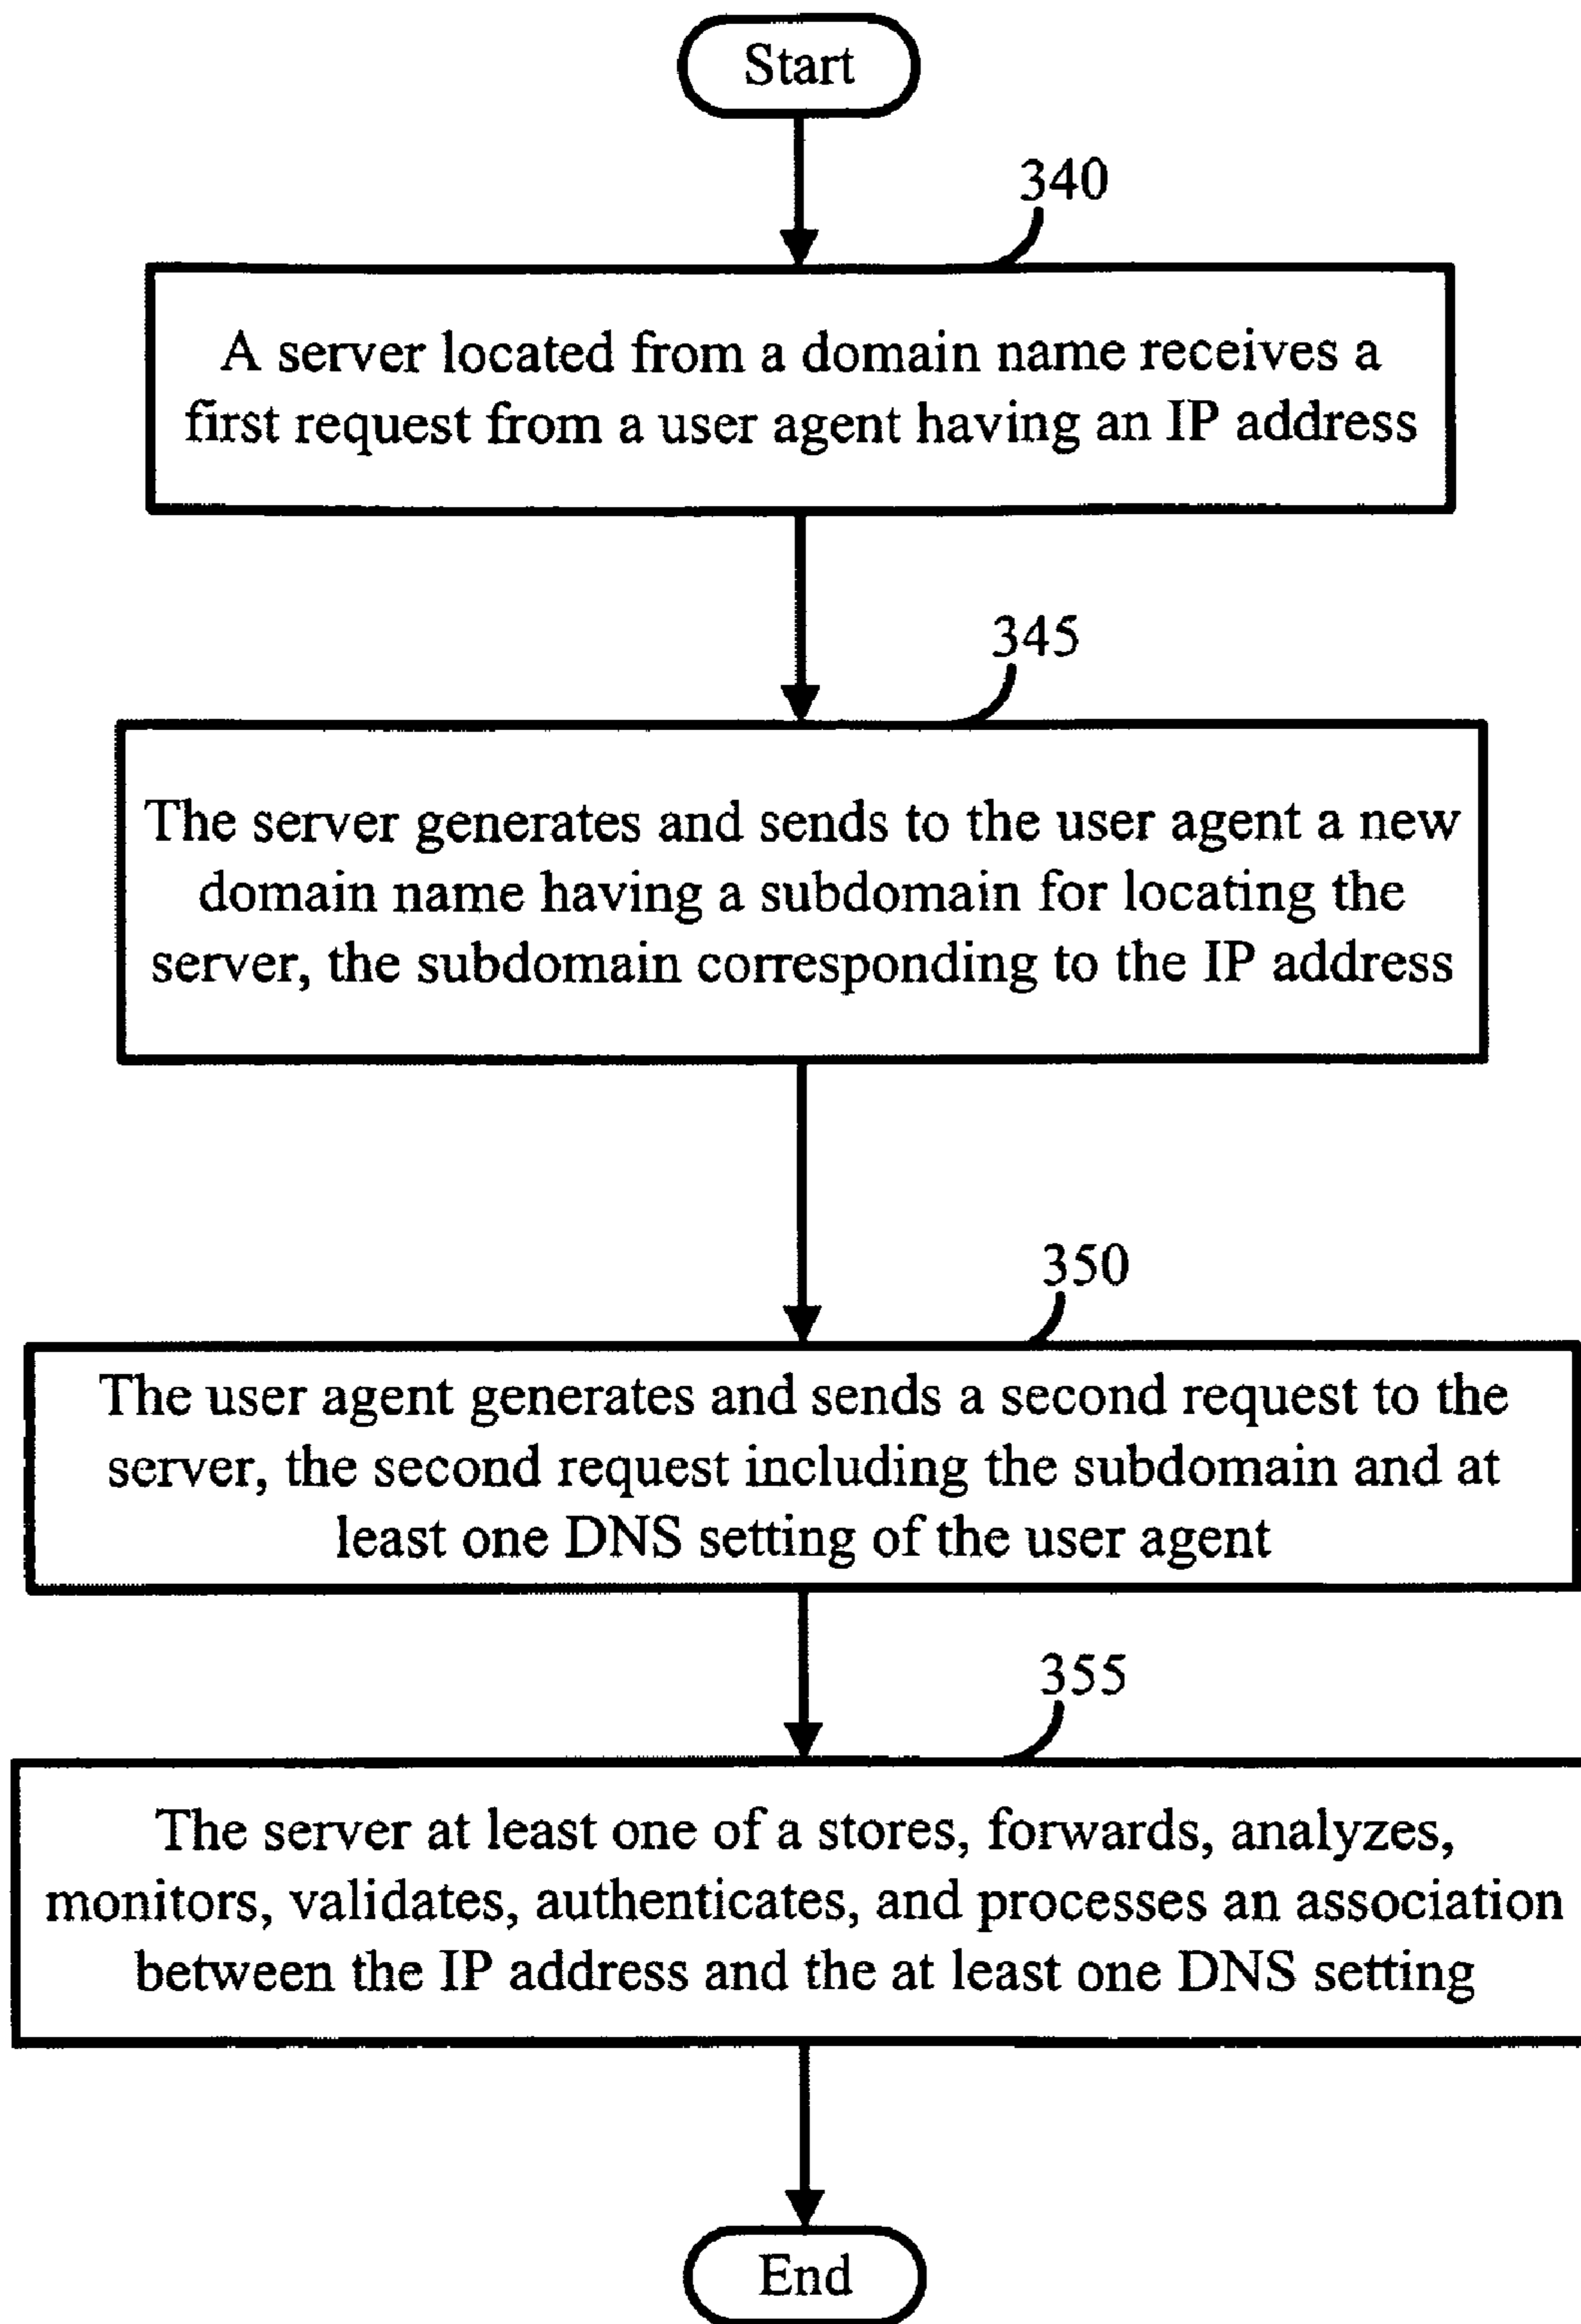 Start
340
A server located from a domain name receives a
first request from a user agent having an IP address
345
The server generates and sends to the user agent a new
domain name having a subdomain for locating the
server, the subdomain corresponding to the IP address
350
The user agent generates and sends a second request to the
server, the second request including the subdomain and at
least one DNS setting of the user agent
355
The server at least one of a stores, forwards, analyzes,
monitors, validates, authenticates, and processes an association
between the IP address and the at least one DNS setting
End